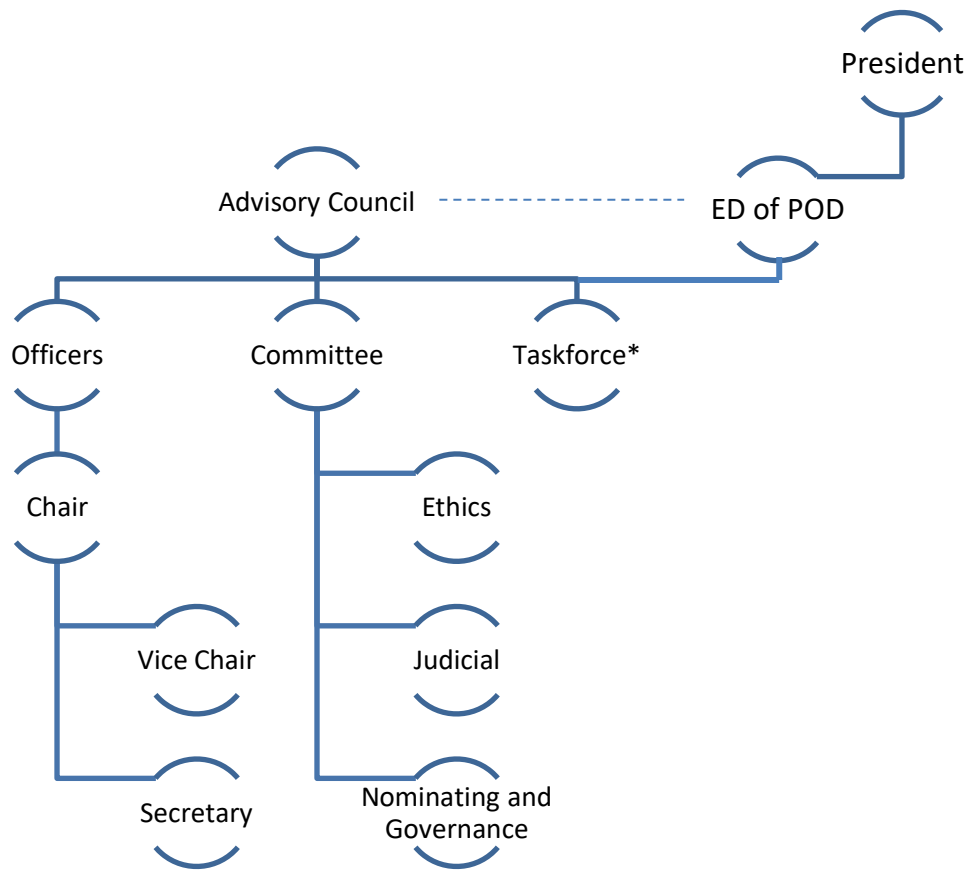 President
Advisory Council
ED of POD
Officers
Committee
Taskforce*
Chair
Ethics
Vice Chair
Judicial
Secretary
Nominating and
Governance